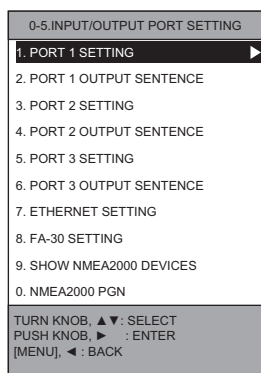 0-5.INPUT/OUTPUT PORT SETTING
1. PORT 1 SETTING ▶
2. PORT 1 OUTPUT SENTENCE
3. PORT 2 SETTING
4. PORT 2 OUTPUT SENTENCE
5. PORT 3 SETTING
6. PORT 3 OUTPUT SENTENCE
7. ETHERNET SETTING
8. FA-30 SETTING
9. SHOW NMEA2000 DEVICES
0. NMEA2000 PGN
TURN KNOB, ▲▼: SELECT
PUSH KNOB, ▶ : ENTER
[MENU], ◄ : BACK